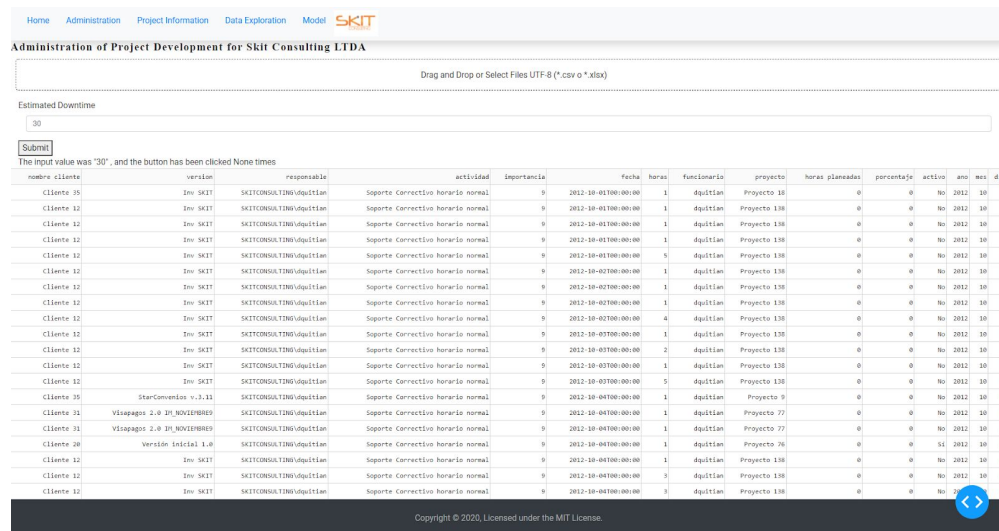 Home Administration Project Information Data Exploration Model SKIT
Administration of Project Development for Skit Consulting LTDA
Drag and Drop or Select Files UTF-8 (*.csv o *.xlsx)
Estimated Downtime
30
Submit
The input value was "30" , and the button has been clicked None times
nombre cliente version responsable actividad importancia fecha horas funcionario proyecto horas planeadas porcentaje activo ano mes d
Cliente 35 Inv SKIT SKITCONSULTING\dquitian Soporte Correctivo horario normal 9 2012-10-01T00:00:00 1 dquitian Proyecto 18 0 0 No 2012 10
Cliente 12 Inv SKIT SKITCONSULTING\dquitian Soporte Correctivo horario normal 9 2012-10-01T00:00:00 1 dquitian Proyecto 138 0 0 No 2012 10
Cliente 12 Inv SKIT SKITCONSULTING\dquitian Soporte Correctivo horario normal 9 2012-10-01T00:00:00 1 dquitian Proyecto 138 0 0 No 2012 10
Cliente 12 Inv SKIT SKITCONSULTING\dquitian Soporte Correctivo horario normal 9 2012-10-01T00:00:00 1 dquitian Proyecto 138 0 0 No 2012 10
Cliente 12 Inv SKIT SKITCONSULTING\dquitian Soporte Correctivo horario normal 9 2012-10-01T00:00:00 5 dquitian Proyecto 138 0 0 No 2012 10
Cliente 12 Inv SKIT SKITCONSULTING\dquitian Soporte Correctivo horario normal 9 2012-10-02T00:00:00 1 dquitian Proyecto 138 0 0 No 2012 10
Cliente 12 Inv SKIT SKITCONSULTING\dquitian Soporte Correctivo horario normal 9 2012-10-02T00:00:00 1 dquitian Proyecto 138 0 0 No 2012 10
Cliente 12 Inv SKIT SKITCONSULTING\dquitian Soporte Correctivo horario normal 9 2012-10-02T00:00:00 1 dquitian Proyecto 138 0 0 No 2012 10
Cliente 12 Inv SKIT SKITCONSULTING\dquitian Soporte Correctivo horario normal 9 2012-10-02T00:00:00 4 dquitian Proyecto 138 0 0 No 2012 10
Cliente 12 Inv SKIT SKITCONSULTING\dquitian Soporte Correctivo horario normal 9 2012-10-03T00:00:00 1 dquitian Proyecto 138 0 0 No 2012 10
Cliente 12 Inv SKIT SKITCONSULTING\dquitian Soporte Correctivo horario normal 9 2012-10-03T00:00:00 2 dquitian Proyecto 138 0 0 No 2012 10
Cliente 12 Inv SKIT SKITCONSULTING\dquitian Soporte Correctivo horario normal 9 2012-10-03T00:00:00 1 dquitian Proyecto 138 0 0 No 2012 10
Cliente 12 Inv SKIT SKITCONSULTING\dquitian Soporte Correctivo horario normal 9 2012-10-03T00:00:00 5 dquitian Proyecto 138 0 0 No 2012 10
Cliente 35 StarConvenios v.3.11 SKITCONSULTING\dquitian Soporte Correctivo horario normal 9 2012-10-04T00:00:00 1 dquitian Proyecto 9 0 0 No 2012 10
Cliente 31 Visapagos 2.0 IM_NOVIEMBRE9 SKITCONSULTING\dquitian Soporte Correctivo horario normal 9 2012-10-04T00:00:00 1 dquitian Proyecto 77 0 0 No 2012 10
Cliente 31 Visapagos 2.0 IM_NOVIEMBRE9 SKITCONSULTING\dquitian Soporte Correctivo horario normal 9 2012-10-04T00:00:00 1 dquitian Proyecto 77 0 0 No 2012 10
Cliente 20 Versión inicial 1.0 SKITCONSULTING\dquitian Soporte Correctivo horario normal 9 2012-10-04T00:00:00 1 dquitian Proyecto 76 0 0 Si 2012 10
Cliente 12 Inv SKIT SKITCONSULTING\dquitian Soporte Correctivo horario normal 9 2012-10-04T00:00:00 1 dquitian Proyecto 138 0 0 No 2012 10
Cliente 12 Inv SKIT SKITCONSULTING\dquitian Soporte Correctivo horario normal 9 2012-10-04T00:00:00 3 dquitian Proyecto 138 0 0 No 2012 10
Cliente 12 Inv SKIT SKITCONSULTING\dquitian Soporte Correctivo horario normal 9 2012-10-04T00:00:00 3 dquitian Proyecto 138 0 0 No
Copyright © 2020, Licensed under the MIT License.